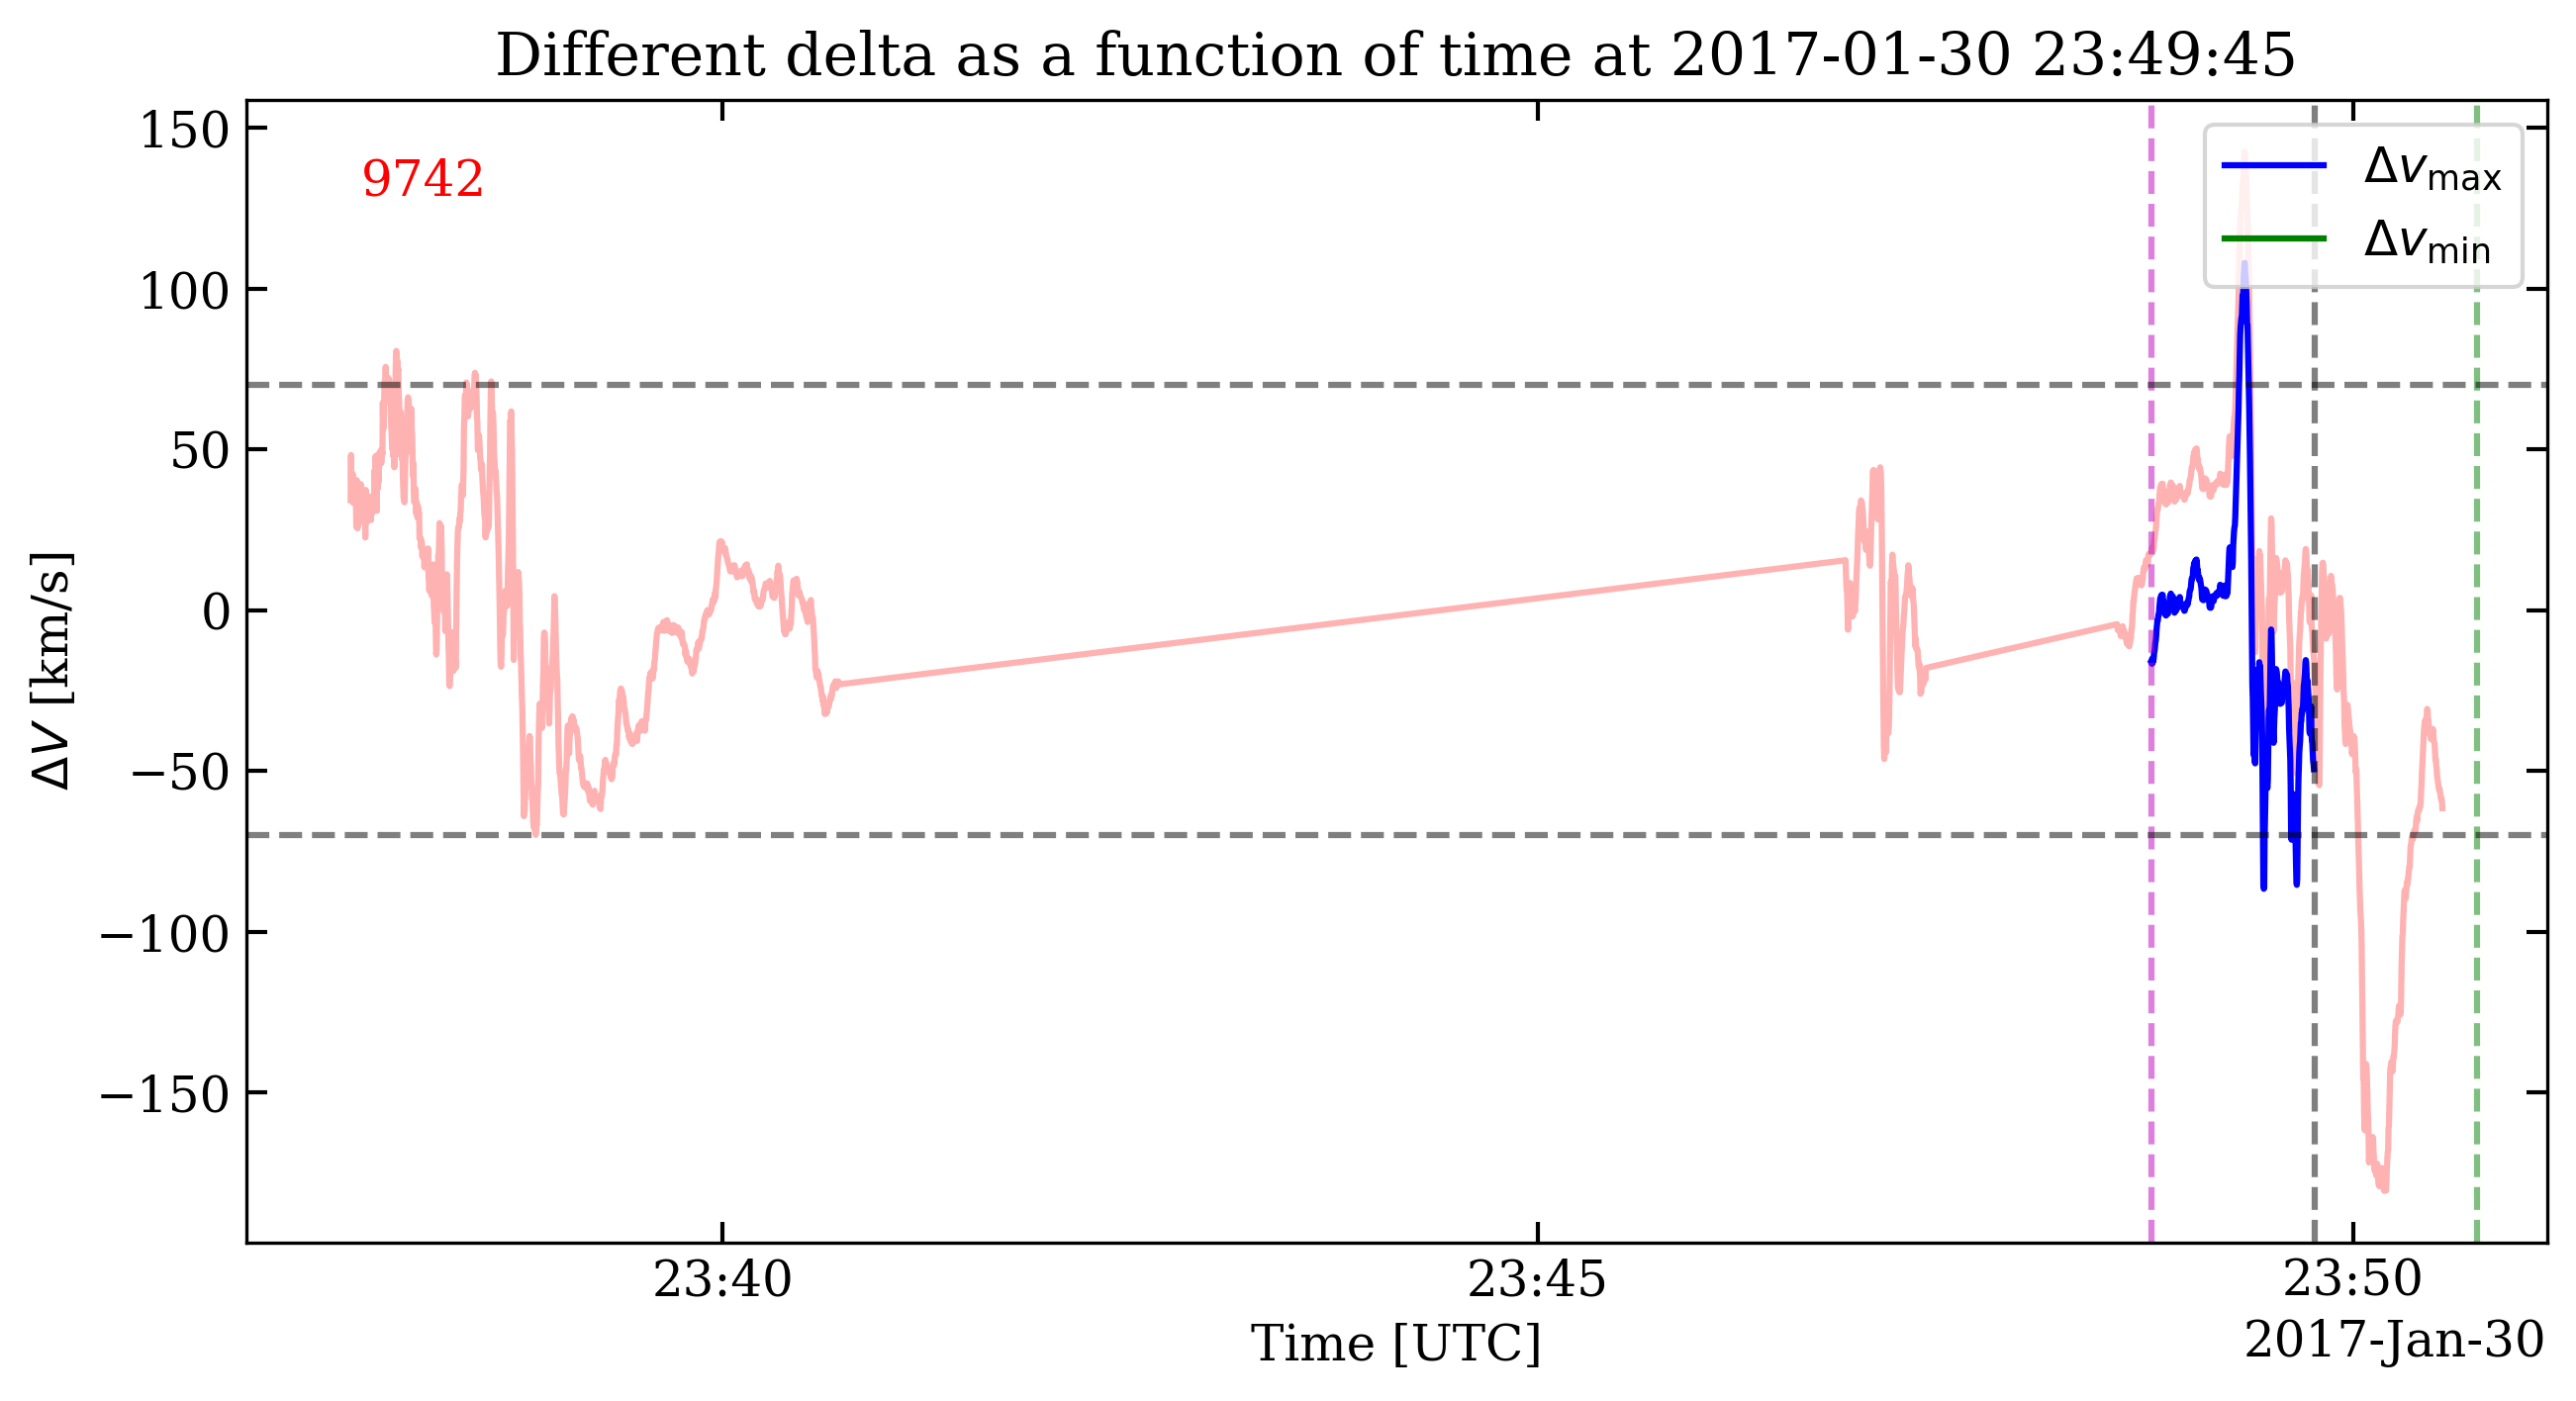 Different delta as a function of time at 2017-01-30 23:49:45
9742
Δv_max
Δv_min
150
100
50
0
−50
−100
−150
ΔV [km/s]
23:40
23:45
23:50
2017-Jan-30
Time [UTC]